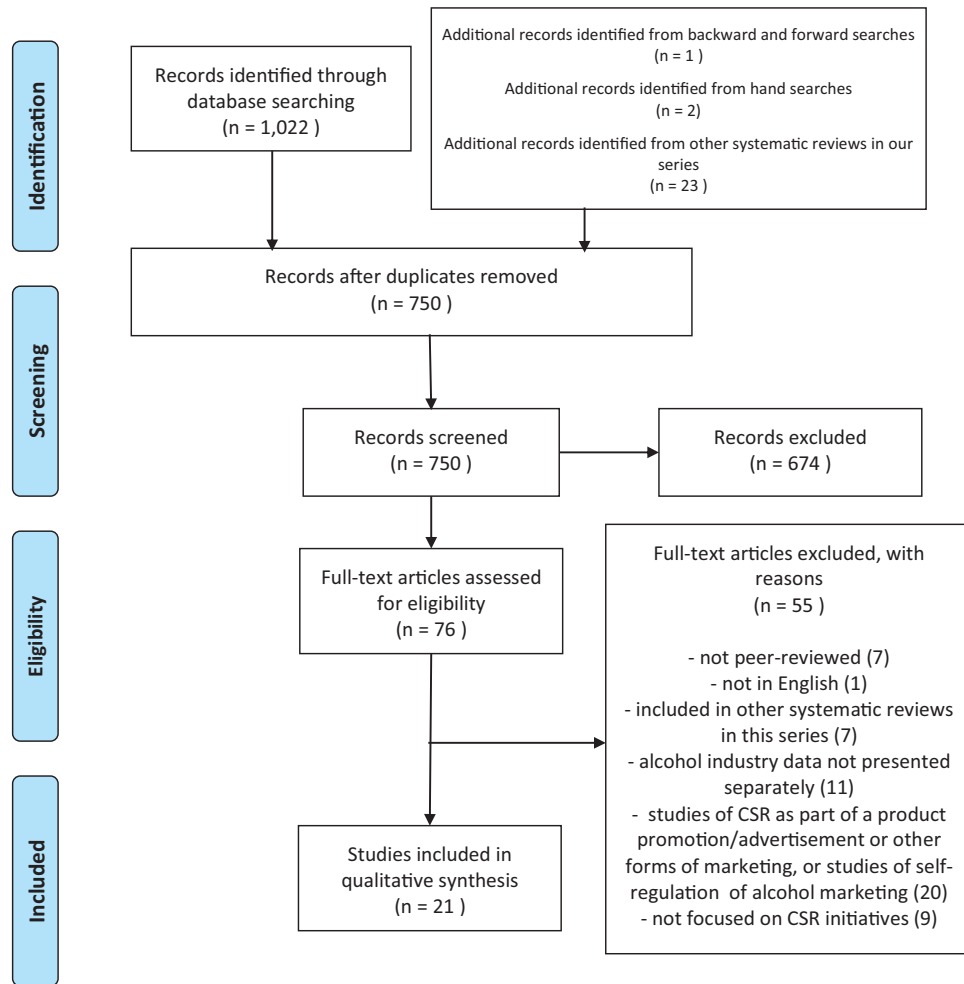 Identification
Records identified through
database searching
(n = 1,022 )
Additional records identified from backward and forward searches
(n = 1 )
Additional records identified from hand searches
(n = 2)
Additional records identified from other systematic reviews in our
series
(n = 23 )
Records after duplicates removed
(n = 750 )
Screening
Records screened
(n = 750 )
Records excluded
(n = 674 )
Eligibility
Full-text articles assessed
for eligibility
(n = 76 )
Full-text articles excluded, with
reasons
(n = 55 )
- not peer-reviewed (7)
- not in English (1)
- included in other systematic reviews
in this series (7)
- alcohol industry data not presented
separately (11)
- studies of CSR as part of a product
promotion/advertisement or other
forms of marketing, or studies of self-
regulation of alcohol marketing (20)
- not focused on CSR initiatives (9)
Included
Studies included in
qualitative synthesis
(n = 21 )